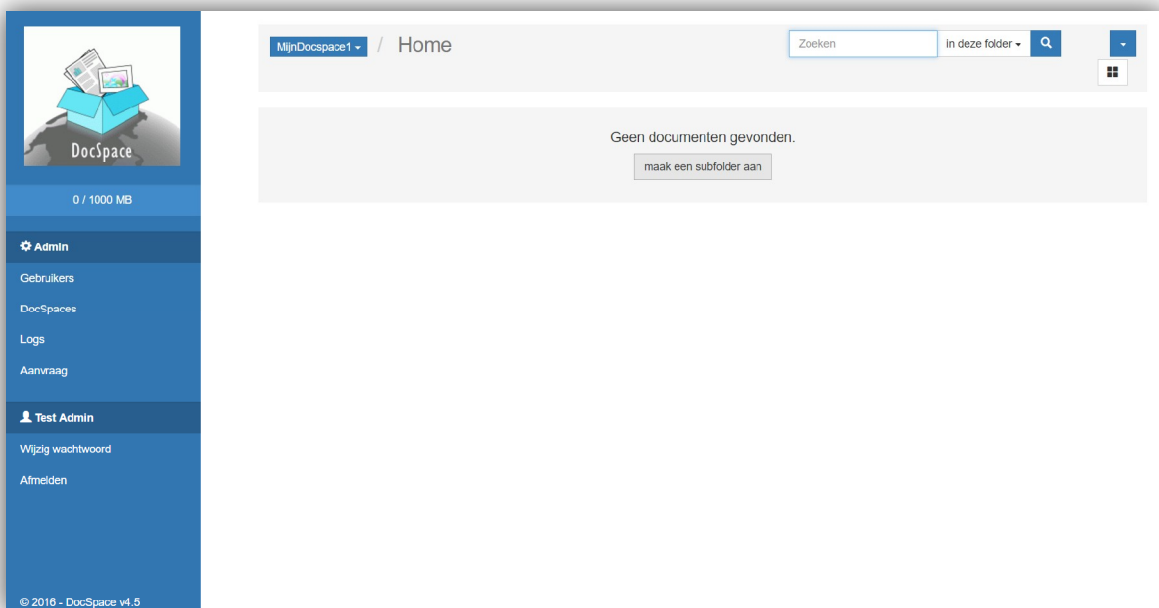 DocSpace
0 / 1000 MB
Admin
Gebruikers
DocSpaces
Logs
Aanvraag
Test Admin
Wijzig wachtwoord
Afmelden
© 2016 - DocSpace v4.5
MijnDocspace1 / Home
Zoeken in deze folder
Geen documenten gevonden.
maak een subfolder aan